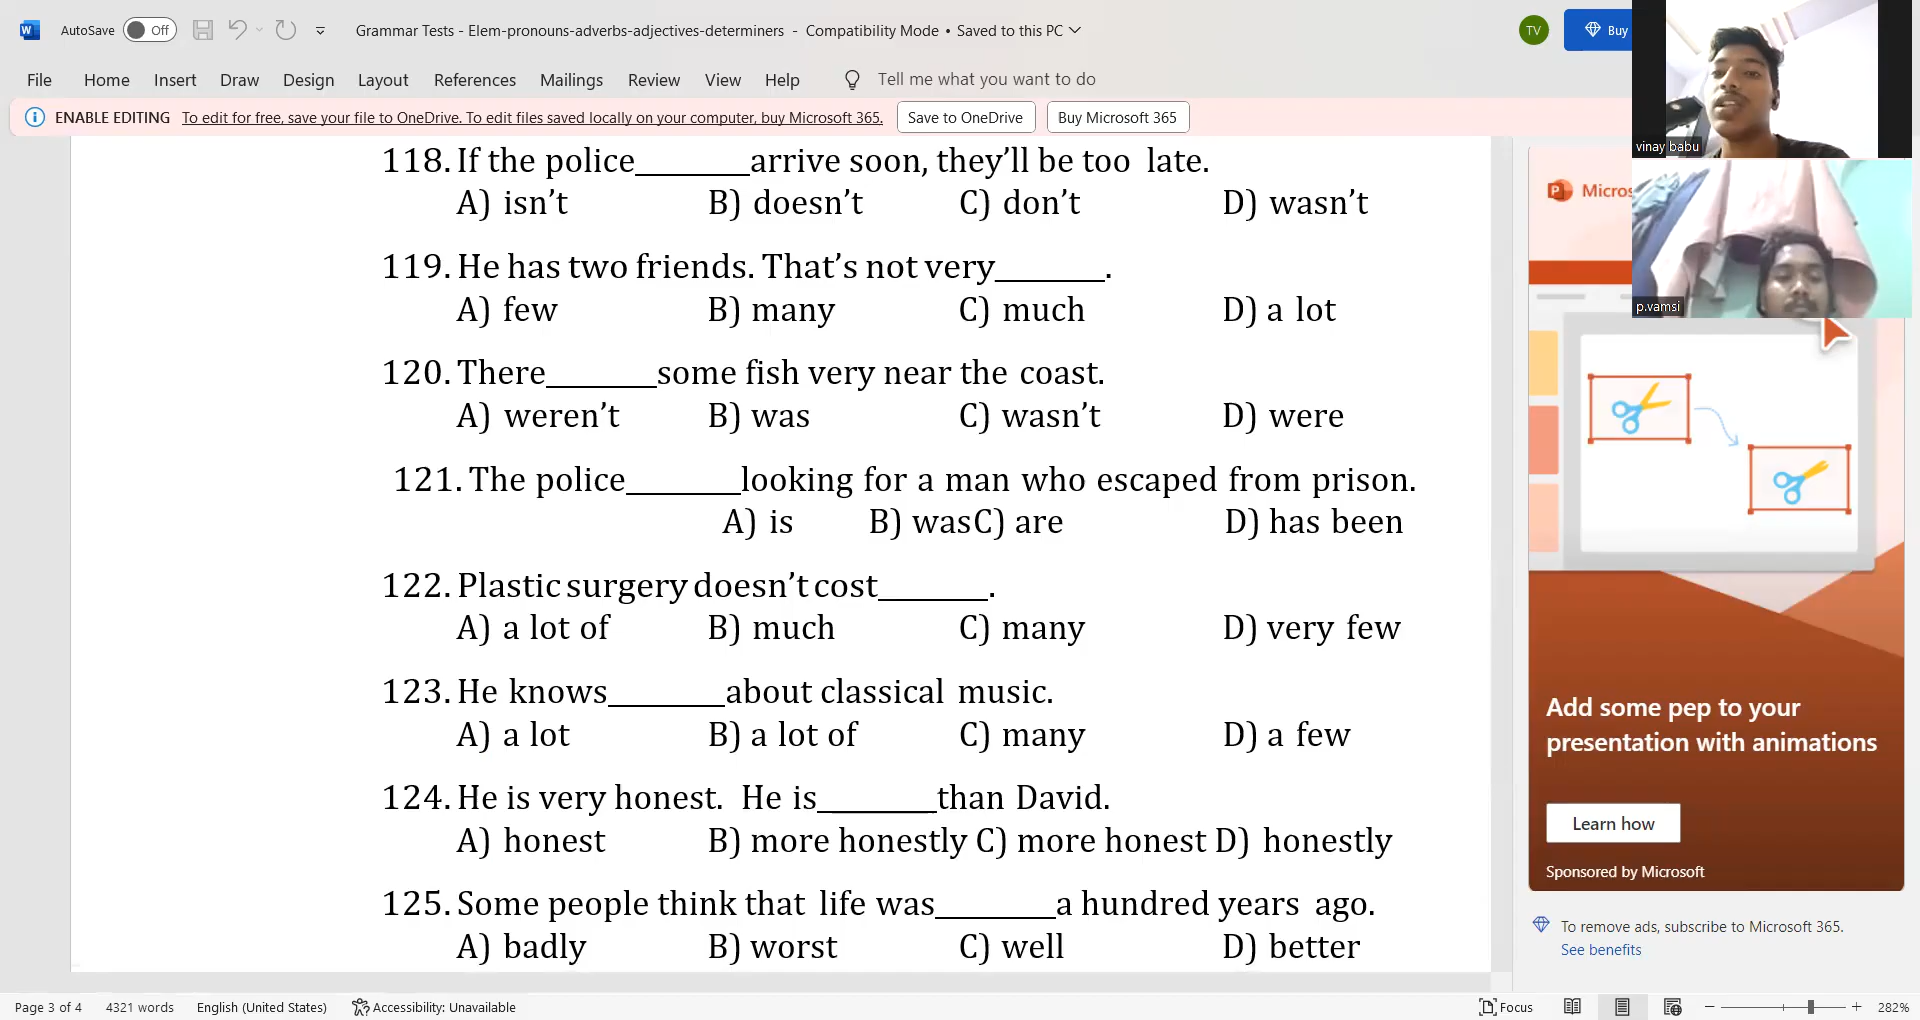 AutoSave Off Grammar Tests - Elem-pronouns-adverbs-adjectives-determiners - Compatibility Mode • Saved to this PC TV Buy
File Home Insert Draw Design Layout References Mailings Review View Help Tell me what you want to do
ENABLE EDITING To edit for free, save your file to OneDrive. To edit files saved locally on your computer, buy Microsoft 365. Save to OneDrive Buy Microsoft 365
vinay babu
p.vamsi
118. If the police_______arrive soon, they’ll be too late.
A) isn’t B) doesn’t C) don’t D) wasn’t
119. He has two friends. That’s not very_______.
A) few B) many C) much D) a lot
120. There_______some fish very near the coast.
A) weren’t B) was C) wasn’t D) were
121. The police_______looking for a man who escaped from prison.
A) is B) wasC) are D) has been
122. Plastic surgery doesn’t cost_______.
A) a lot of B) much C) many D) very few
123. He knows_______about classical music.
A) a lot B) a lot of C) many D) a few
124. He is very honest. He is_______than David.
A) honest B) more honestly C) more honest D) honestly
125. Some people think that life was_______a hundred years ago.
A) badly B) worst C) well D) better
Add some pep to your
presentation with animations
Learn how
Sponsored by Microsoft
To remove ads, subscribe to Microsoft 365.
See benefits
Page 3 of 4 4321 words English (United States) Accessibility: Unavailable Focus 282%